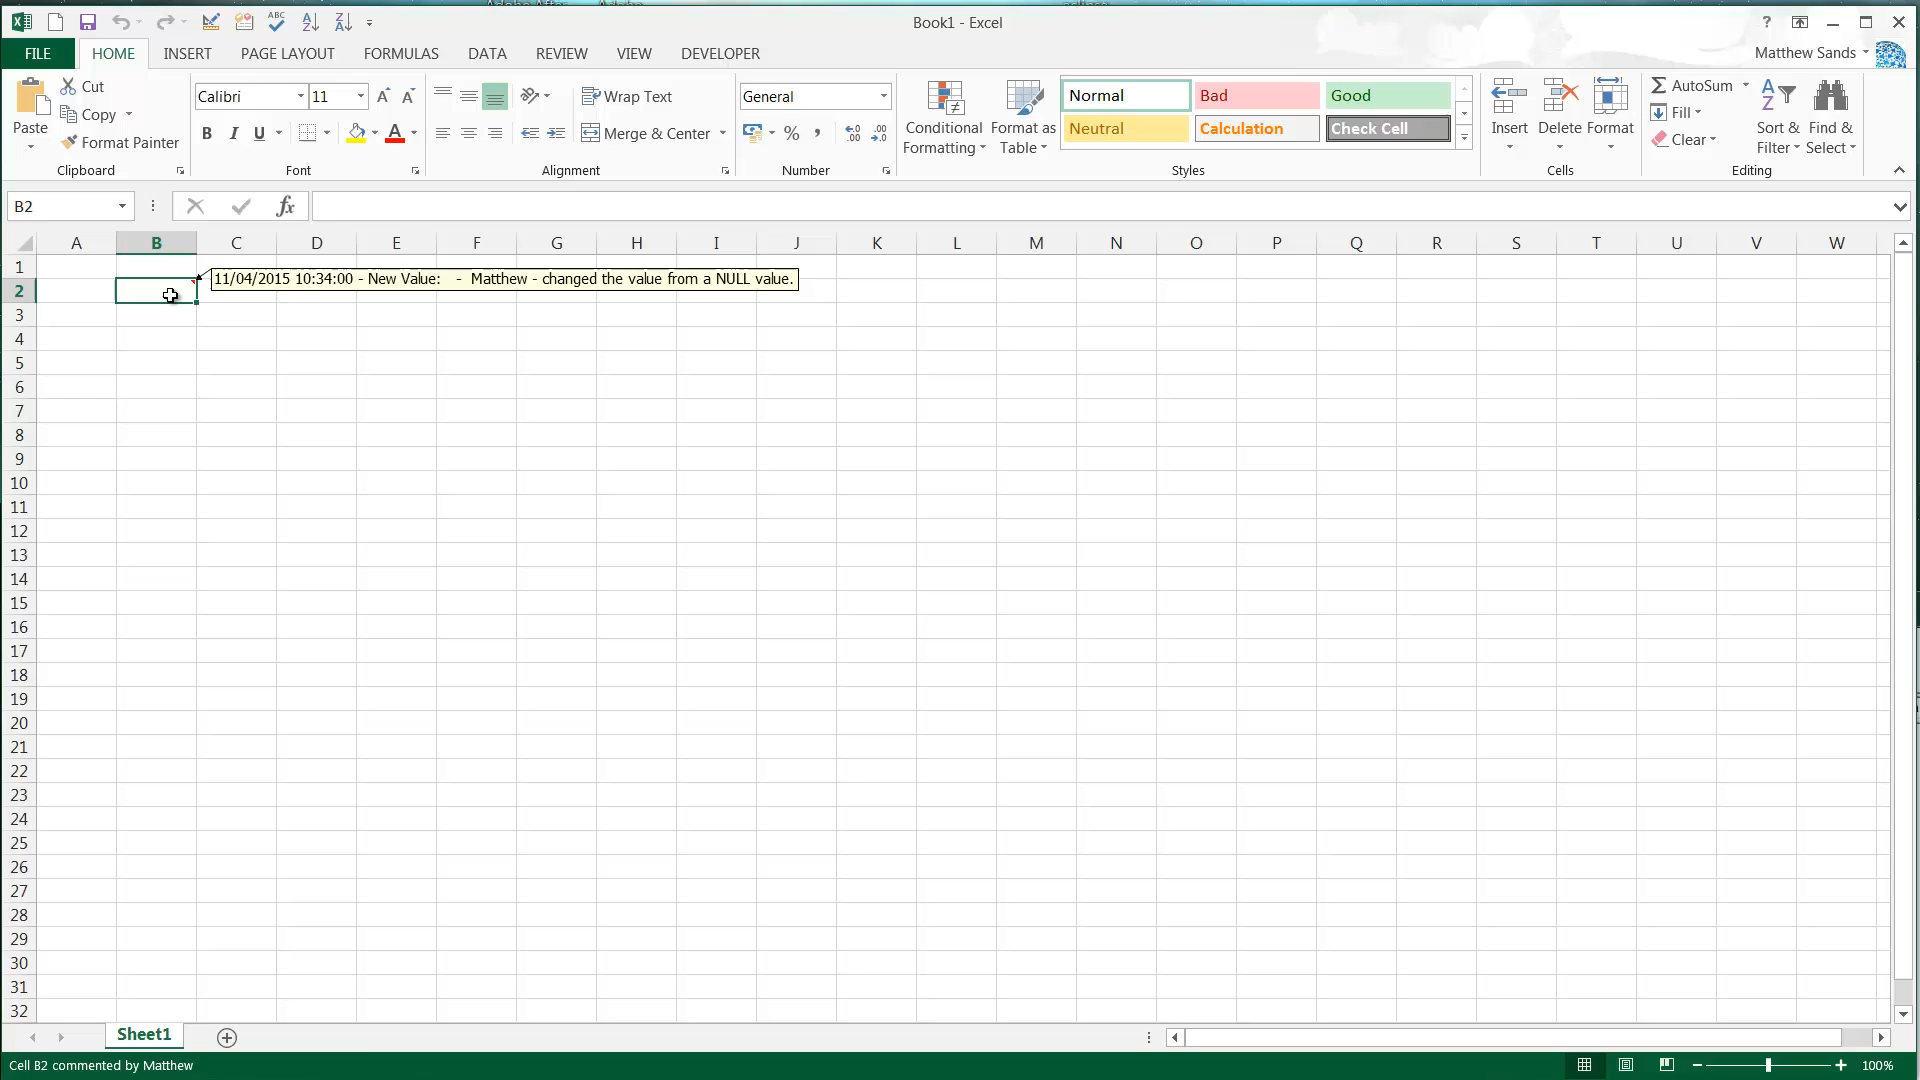 Book1 - Excel
FILE HOME INSERT PAGE LAYOUT FORMULAS DATA REVIEW VIEW DEVELOPER
Matthew Sands
Paste
Cut
Copy
Format Painter
Clipboard
Calibri 11
B I U
Font
Wrap Text
Merge & Center
Alignment
General
%
Number
Conditional Formatting
Format as Table
Normal Bad Good
Neutral Calculation Check Cell
Styles
Insert Delete Format
Cells
AutoSum
Fill
Clear
Sort & Filter
Find & Select
Editing
B2
fx
A B C D E F G H I J K L M N O P Q R S T U V W
1
11/04/2015 10:34:00 - New Value: - Matthew - changed the value from a NULL value.
2
3
4
5
6
7
8
9
10
11
12
13
14
15
16
17
18
19
20
21
22
23
24
25
26
27
28
29
30
31
32
Sheet1
Cell B2 commented by Matthew
100%